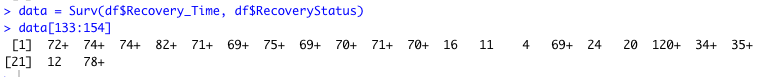 > data = Surv(df$Recovery_Time, df$RecoveryStatus)
> data[133:154]
[1] 72+ 74+ 74+ 82+ 71+ 69+ 75+ 69+ 70+ 71+ 70+ 16 11 4 69+ 24 20 120+ 34+ 35+
[21] 12 78+